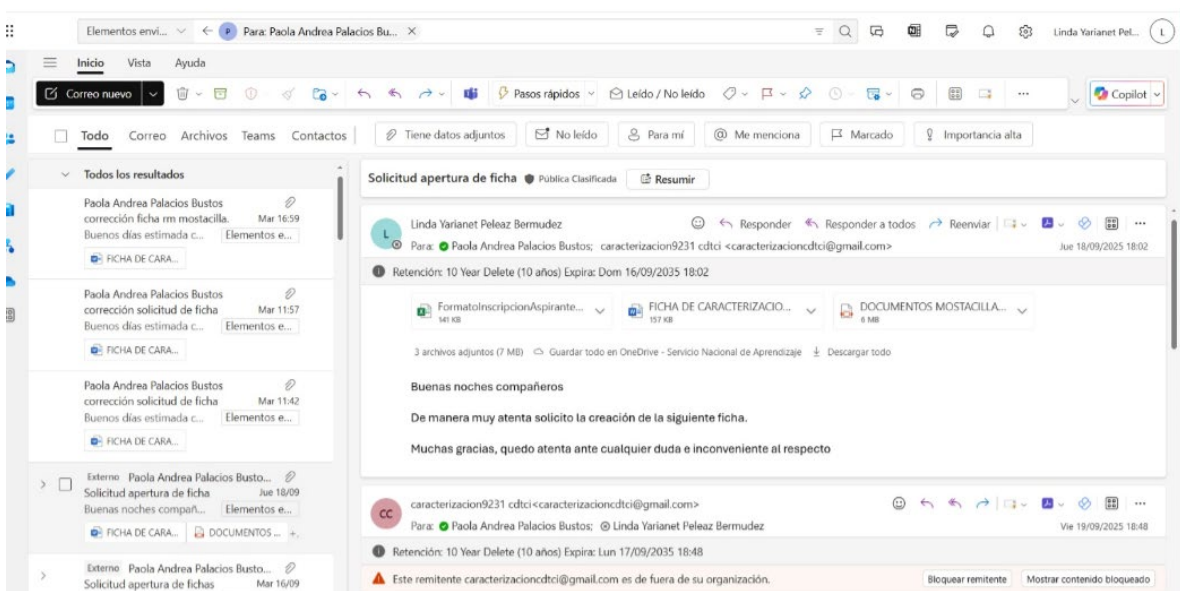 Elementos envi... P Para: Paola Andrea Palacios Bu... Linda Yarianet Pel... L
Inicio Vista Ayuda
Correo nuevo Pasos rápidos Leído / No leído ... Copilot
Todo Correo Archivos Teams Contactos Tiene datos adjuntos No leído Para mí @ Me menciona Marcado Importancia alta
Todos los resultados
Paola Andrea Palacios Bustos
corrección ficha rm mostacilla. Mar 16:59
Buenos días estimada c... Elementos e...
FICHA DE CARA...
Paola Andrea Palacios Bustos
corrección solicitud de ficha Mar 11:57
Buenos días estimada c... Elementos e...
FICHA DE CARA...
Paola Andrea Palacios Bustos
corrección solicitud de ficha Mar 11:42
Buenos días estimada c... Elementos e...
FICHA DE CARA...
Externo Paola Andrea Palacios Busto...
Solicitud apertura de ficha Jue 18/09
Buenas noches compañ... Elementos e...
FICHA DE CARA... DOCUMENTOS ... +.
Externo Paola Andrea Palacios Busto...
Solicitud apertura de fichas Mar 16/09
Solicitud apertura de ficha Pública Clasificada Resumir
L Linda Yarianet Peleaz Bermudez Responder Responder a todos Reenviar ...
Para: Paola Andrea Palacios Bustos; caracterizacion9231 cdtci <caracterizacioncdtci@gmail.com> Jue 18/09/2025 18:02
Retención: 10 Year Delete (10 años) Expira: Dom 16/09/2035 18:02
FormatoInscripcionAspirante... FICHA DE CARACTERIZACIO... DOCUMENTOS MOSTACILLA...
141 KB 157 KB 6 MB
3 archivos adjuntos (7 MB) Guardar todo en OneDrive - Servicio Nacional de Aprendizaje Descargar todo
Buenas noches compañeros
De manera muy atenta solicito la creación de la siguiente ficha.
Muchas gracias, quedo atenta ante cualquier duda e inconveniente al respecto
CC caracterizacion9231 cdtci<caracterizacioncdtci@gmail.com> ...
Para: Paola Andrea Palacios Bustos; Linda Yarianet Peleaz Bermudez Vie 19/09/2025 18:48
Retención: 10 Year Delete (10 años) Expira: Lun 17/09/2035 18:48
Este remitente caracterizacioncdtci@gmail.com es de fuera de su organización. Bloquear remitente Mostrar contenido bloqueado